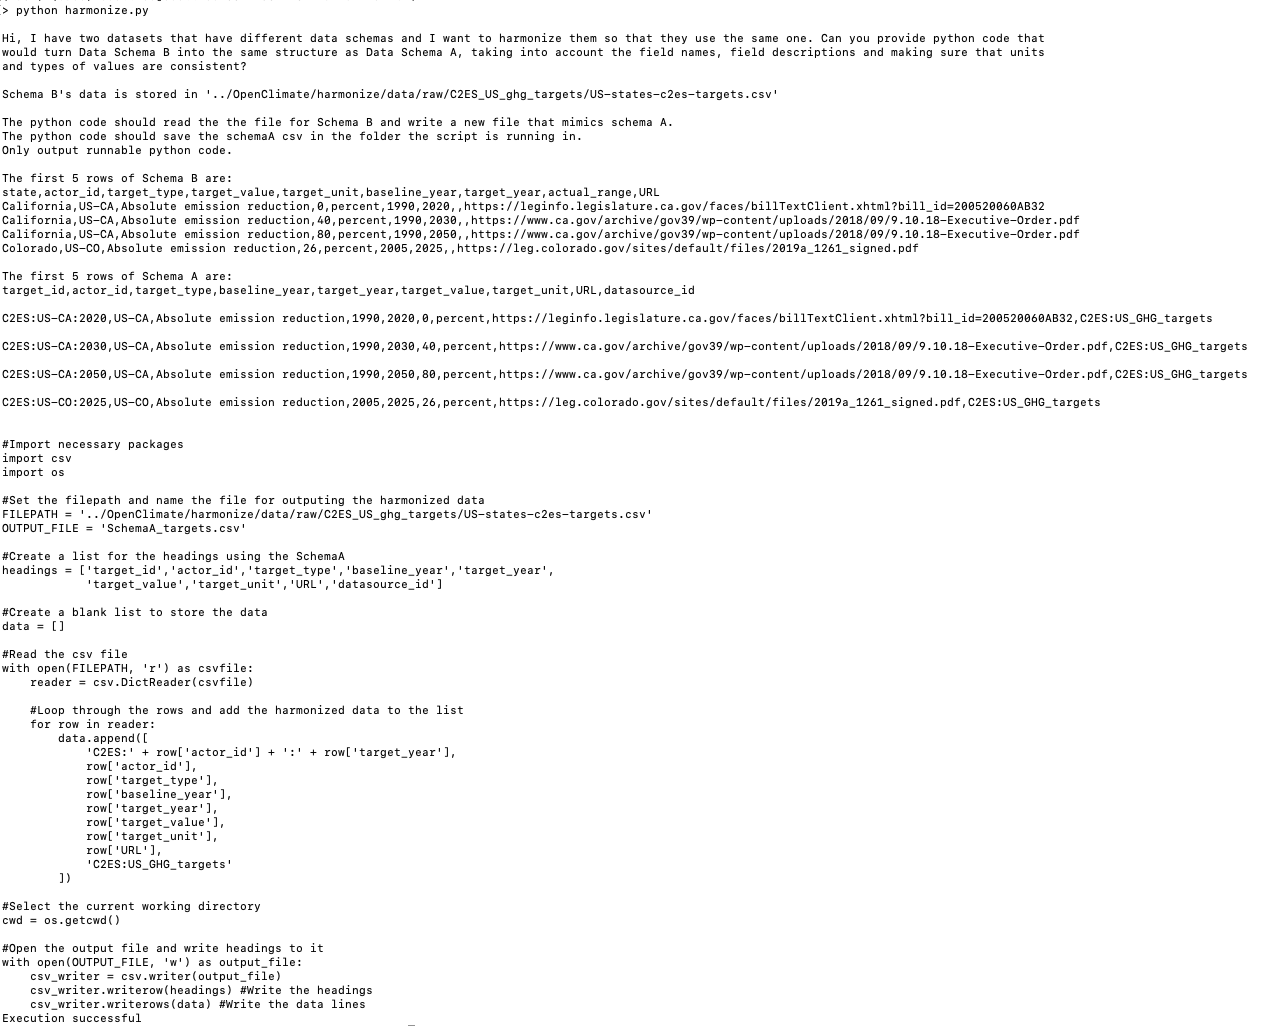 > python harmonize.py
Hi, I have two datasets that have different data schemas and I want to harmonize them so that they use the same one. Can you provide python code that
would turn Data Schema B into the same structure as Data Schema A, taking into account the field names, field descriptions and making sure that units
and types of values are consistent?
Schema B's data is stored in '../OpenClimate/harmonize/data/raw/C2ES_US_ghg_targets/US-states-c2es-targets.csv'
The python code should read the the file for Schema B and write a new file that mimics schema A.
The python code should save the schemaA csv in the folder the script is running in.
Only output runnable python code.
The first 5 rows of Schema B are:
state,actor_id,target_type,target_value,target_unit,baseline_year,target_year,actual_range,URL
California,US-CA,Absolute emission reduction,0,percent,1990,2020,,https://leginfo.legislature.ca.gov/faces/billTextClient.xhtml?bill_id=200520060AB32
California,US-CA,Absolute emission reduction,40,percent,1990,2030,,https://www.ca.gov/archive/gov39/wp-content/uploads/2018/09/9.10.18-Executive-Order.pdf
California,US-CA,Absolute emission reduction,80,percent,1990,2050,,https://www.ca.gov/archive/gov39/wp-content/uploads/2018/09/9.10.18-Executive-Order.pdf
Colorado,US-CO,Absolute emission reduction,26,percent,2005,2025,,https://leg.colorado.gov/sites/default/files/2019a_1261_signed.pdf
The first 5 rows of Schema A are:
target_id,actor_id,target_type,baseline_year,target_year,target_value,target_unit,URL,datasource_id
C2ES:US-CA:2020,US-CA,Absolute emission reduction,1990,2020,0,percent,https://leginfo.legislature.ca.gov/faces/billTextClient.xhtml?bill_id=200520060AB32,C2ES:US_GHG_targets
C2ES:US-CA:2030,US-CA,Absolute emission reduction,1990,2030,40,percent,https://www.ca.gov/archive/gov39/wp-content/uploads/2018/09/9.10.18-Executive-Order.pdf,C2ES:US_GHG_targets
C2ES:US-CA:2050,US-CA,Absolute emission reduction,1990,2050,80,percent,https://www.ca.gov/archive/gov39/wp-content/uploads/2018/09/9.10.18-Executive-Order.pdf,C2ES:US_GHG_targets
C2ES:US-CO:2025,US-CO,Absolute emission reduction,2005,2025,26,percent,https://leg.colorado.gov/sites/default/files/2019a_1261_signed.pdf,C2ES:US_GHG_targets
#Import necessary packages
import csv
import os
#Set the filepath and name the file for outputing the harmonized data
FILEPATH = '../OpenClimate/harmonize/data/raw/C2ES_US_ghg_targets/US-states-c2es-targets.csv'
OUTPUT_FILE = 'SchemaA_targets.csv'
#Create a list for the headings using the SchemaA
headings = ['target_id','actor_id','target_type','baseline_year','target_year',
            'target_value','target_unit','URL','datasource_id']
#Create a blank list to store the data
data = []
#Read the csv file
with open(FILEPATH, 'r') as csvfile:
    reader = csv.DictReader(csvfile)
    #Loop through the rows and add the harmonized data to the list
    for row in reader:
        data.append([
            'C2ES:' + row['actor_id'] + ':' + row['target_year'],
            row['actor_id'],
            row['target_type'],
            row['baseline_year'],
            row['target_year'],
            row['target_value'],
            row['target_unit'],
            row['URL'],
            'C2ES:US_GHG_targets'
        ])
#Select the current working directory
cwd = os.getcwd()
#Open the output file and write headings to it
with open(OUTPUT_FILE, 'w') as output_file:
    csv_writer = csv.writer(output_file)
    csv_writer.writerow(headings) #Write the headings
    csv_writer.writerows(data) #Write the data lines
Execution successful